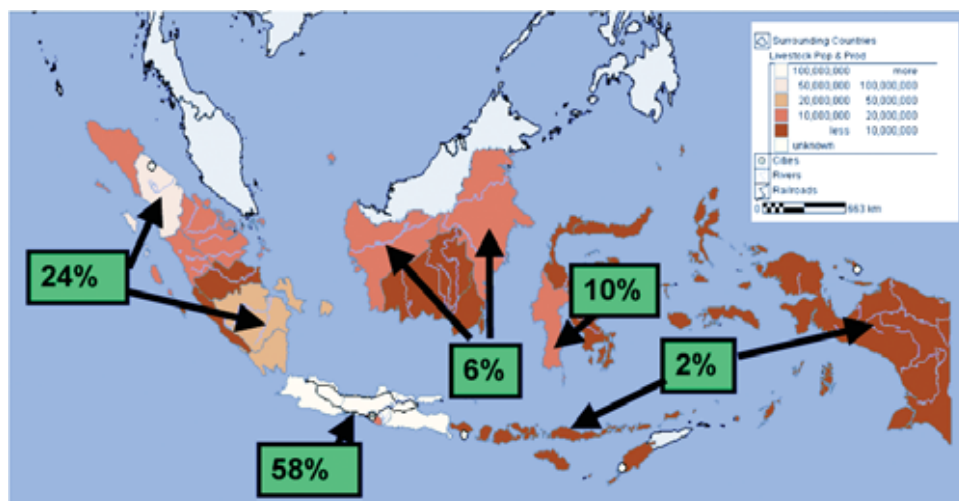 Surrounding Countries
Livestock Pop & Prod
100,000,000 more
50,000,000 100,000,000
20,000,000 50,000,000
10,000,000 20,000,000
less 10,000,000
unknown
Cities
Rivers
Railroads
0 663 km
24%
10%
6%
2%
58%